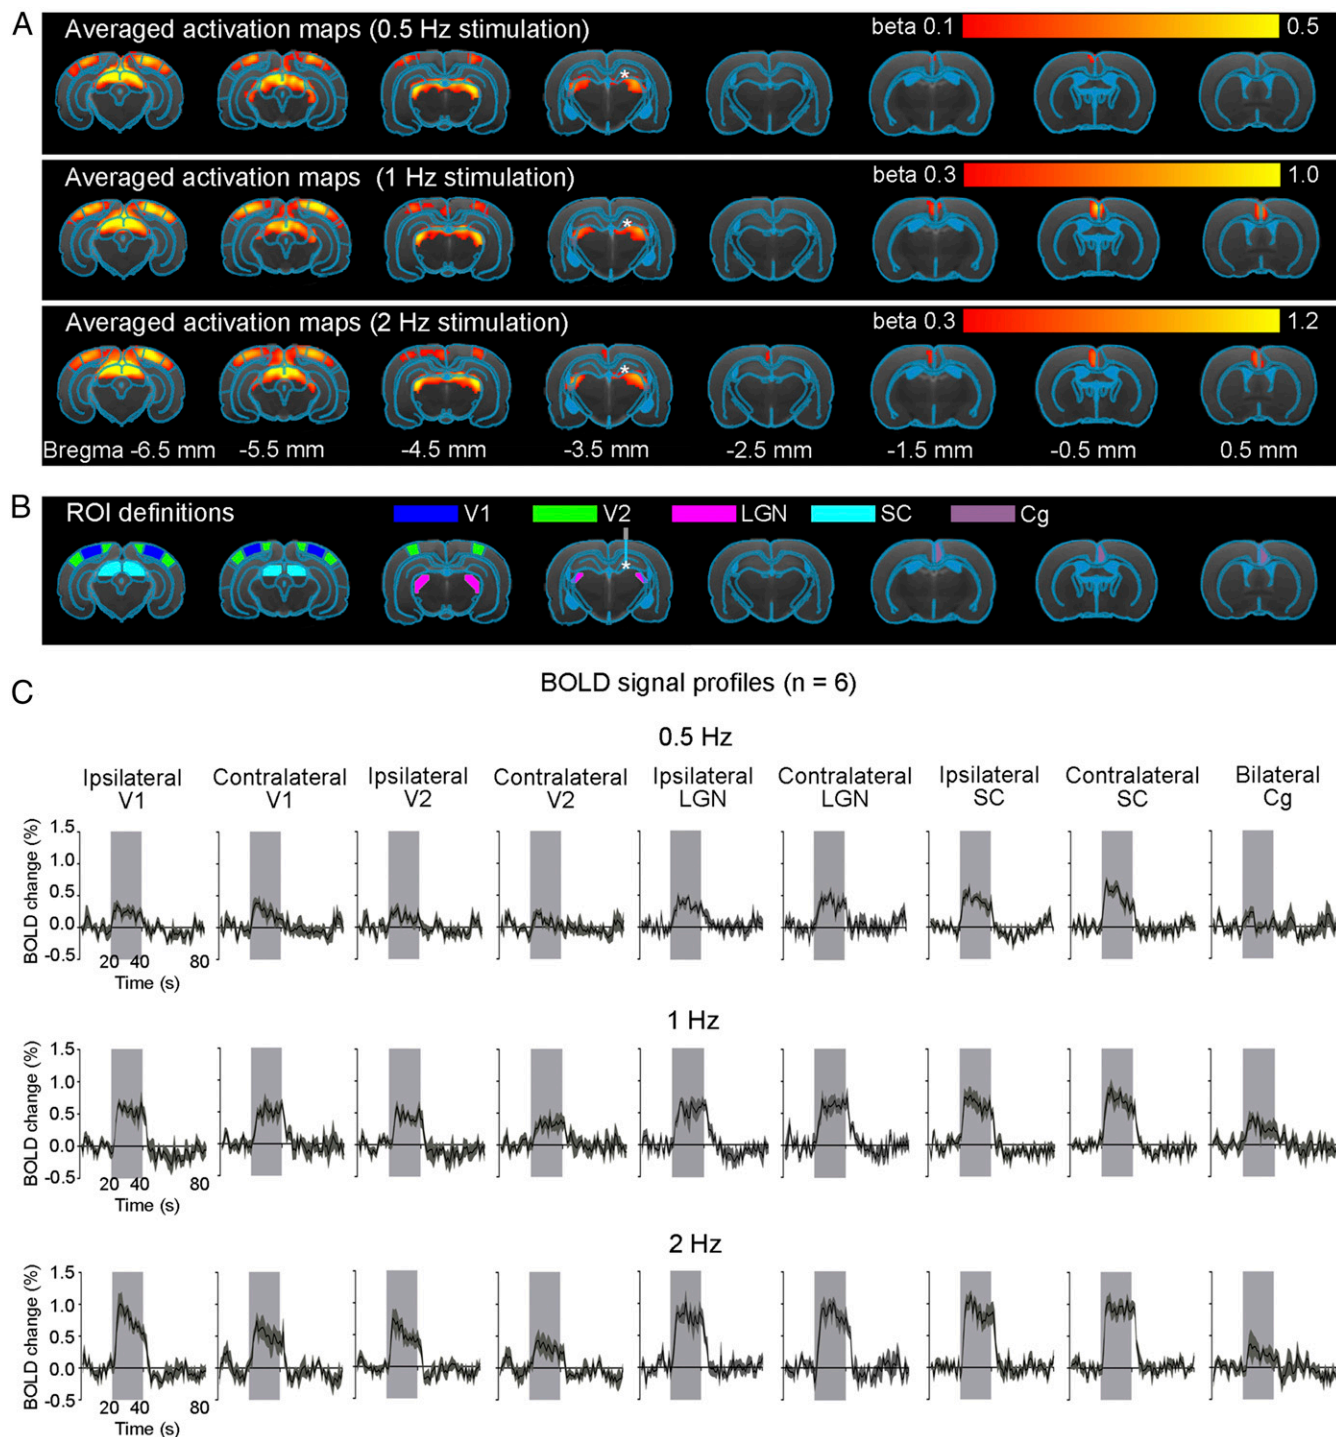 A
Averaged activation maps (0.5 Hz stimulation) beta 0.1 0.5
*
Averaged activation maps (1 Hz stimulation) beta 0.3 1.0
*
Averaged activation maps (2 Hz stimulation) beta 0.3 1.2
*
Bregma -6.5 mm -5.5 mm -4.5 mm -3.5 mm -2.5 mm -1.5 mm -0.5 mm 0.5 mm
B
ROI definitions V1 V2 LGN SC Cg
*
C
BOLD signal profiles (n = 6)
0.5 Hz
Ipsilateral Contralateral Ipsilateral Contralateral Ipsilateral Contralateral Ipsilateral Contralateral Bilateral
V1 V1 V2 V2 LGN LGN SC SC Cg
BOLD change (%)
1.5
1.0
0.5
0.0
-0.5
20 40 80
Time (s)
1 Hz
BOLD change (%)
1.5
1.0
0.5
0.0
-0.5
20 40 80
Time (s)
2 Hz
BOLD change (%)
1.5
1.0
0.5
0.0
-0.5
20 40 80
Time (s)